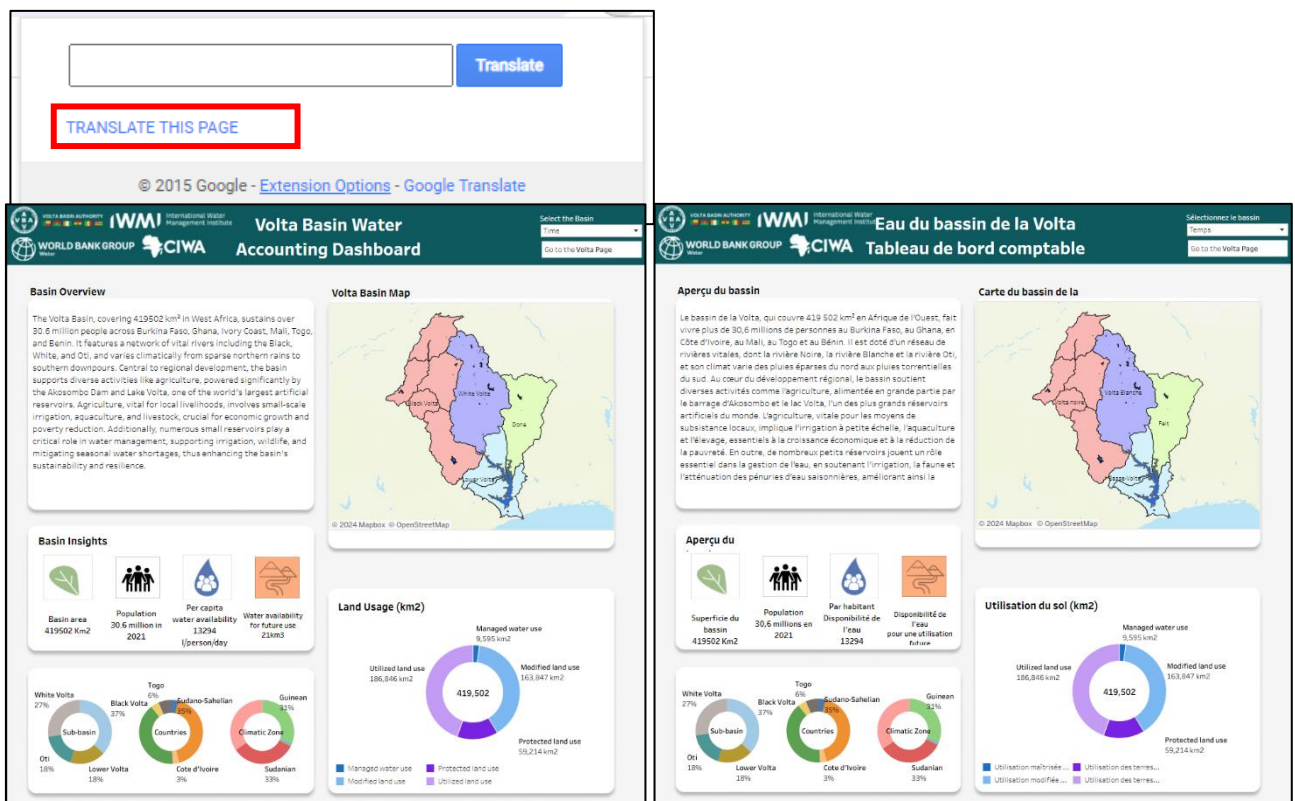 Translate
TRANSLATE THIS PAGE
© 2015 Google - Extension Options - Google Translate
VBA
VOLTA BASIN AUTHORITY
IWMI
International Water
Management Institute
WORLD BANK GROUP
Water
CIWA
Volta Basin Water
Accounting Dashboard
Select the Basin
Time
Go to the Volta Page
Basin Overview
The Volta Basin, covering 419502 km² in West Africa, sustains over
30.6 million people across Burkina Faso, Ghana, Ivory Coast, Mali, Togo,
and Benin. It features a network of vital rivers including the Black,
White, and Oti, and varies climatically from sparse northern rains to
southern downpours. Central to regional development, the basin
supports diverse activities like agriculture, powered significantly by
the Akosombo Dam and Lake Volta, one of the world's largest artificial
reservoirs. Agriculture, vital for local livelihoods, involves small-scale
irrigation, aquaculture, and livestock, crucial for economic growth and
poverty reduction. Additionally, numerous small reservoirs play a
critical role in water management, supporting irrigation, wildlife, and
mitigating seasonal water shortages, thus enhancing the basin's
sustainability and resilience.
Volta Basin Map
Black Volta
White Volta
Done
Lower Volta
© 2024 Mapbox © OpenStreetMap
Basin Insights
Basin area
419502 Km2
Population
30.6 million in
2021
Per capita
water availability
13294
l/person/day
Water availability
for future use
21km3
White Volta
27%
Black Volta
37%
Sub-basin
Oti
18%
Lower Volta
18%
Togo
6%
Countries
Cote d'Ivoire
3%
Sudano-Sahelian
35%
Guinean
31%
Climatic Zone
Sudanian
33%
Land Usage (km2)
Managed water use
9,595 km2
Utilized land use
186,846 km2
Modified land use
163,847 km2
419,502
Protected land use
59,214 km2
Managed water use
Protected land use
Modified land use
Utilized land use
VBA
VOLTA BASIN AUTHORITY
IWMI
International Water
Management Institute
WORLD BANK GROUP
Water
CIWA
Eau du bassin de la Volta
Tableau de bord comptable
Sélectionnez le bassin
Temps
Go to the Volta Page
Aperçu du bassin
Le bassin de la Volta, qui couvre 419 502 km² en Afrique de l'Ouest, fait
vivre plus de 30,6 millions de personnes au Burkina Faso, au Ghana, en
Côte d'Ivoire, au Mali, au Togo et au Bénin. Il est doté d'un réseau de
rivières vitales, dont la rivière Noire, la rivière Blanche et la rivière Oti,
et son climat varie des pluies éparses du nord aux pluies torrentielles
du sud. Au cœur du développement régional, le bassin soutient
diverses activités comme l'agriculture, alimentée en grande partie par
le barrage d'Akosombo et le lac Volta, l'un des plus grands réservoirs
artificiels du monde. L'agriculture, vitale pour les moyens de
subsistance locaux, implique l'irrigation à petite échelle, l'aquaculture
et l'élevage, essentiels à la croissance économique et à la réduction de
la pauvreté. En outre, de nombreux petits réservoirs jouent un rôle
essentiel dans la gestion de l'eau, en soutenant l'irrigation, la faune et
l'atténuation des pénuries d'eau saisonnières, améliorant ainsi la
Carte du bassin de la
Volta noire
Volta Blanche
Fait
Basse-Volta
© 2024 Mapbox © OpenStreetMap
Aperçu du
Superficie du
bassin
419502 Km2
Population
30,6 millions en
2021
Par habitant
Disponibilité de
l'eau
13294
Disponibilité de
l'eau
pour une utilisation
future
White Volta
27%
Black Volta
37%
Sub-basin
Oti
18%
Lower Volta
18%
Togo
6%
Countries
Cote d'Ivoire
3%
Sudano-Sahelian
35%
Guinean
31%
Climatic Zone
Sudanian
33%
Utilisation du sol (km2)
Managed water use
9,595 km2
Utilized land use
186,846 km2
Modified land use
163,847 km2
419,502
Protected land use
59,214 km2
Utilisation maîtrisée ...
Utilisation des terres...
Utilisation modifiée ...
Utilisation des terres...